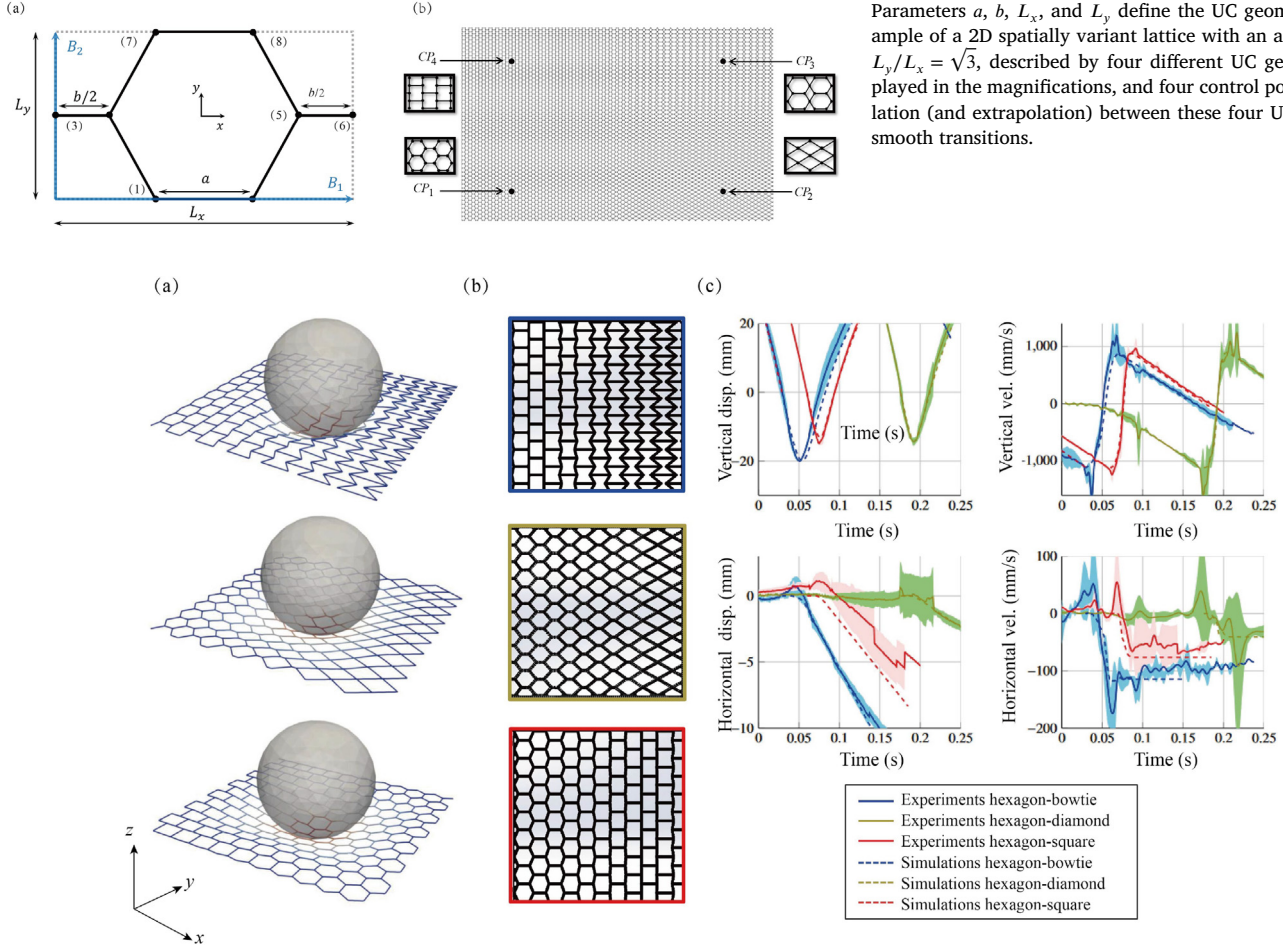 (a)
B₂
(7)
(8)
L_y
b/2
b/2
y
x
(3)
(5)
(6)
(1)
a
B₁
L_x
(b)
CP₄
CP₃
CP₁
CP₂
Parameters a, b, Lₓ, and L_y define the UC geom
ample of a 2D spatially variant lattice with an a
L_y/Lₓ = √3, described by four different UC ge
played in the magnifications, and four control po
lation (and extrapolation) between these four U
smooth transitions.
(a)
z
y
x
(b)
(c)
Vertical disp. (mm)
20
0
−20
Time (s)
0 0.05 0.1 0.15 0.2 0.25
Time (s)
Vertical vel. (mm/s)
1,000
0
-1,000
0 0.05 0.1 0.15 0.2 0.25
Time (s)
Horizontal disp. (mm)
0
−5
−10
0 0.05 0.1 0.15 0.2 0.25
Time (s)
Horizontal vel. (mm/s)
100
0
−100
−200
0 0.05 0.1 0.15 0.2 0.25
Time (s)
Experiments hexagon-bowtie
Experiments hexagon-diamond
Experiments hexagon-square
Simulations hexagon-bowtie
Simulations hexagon-diamond
Simulations hexagon-square